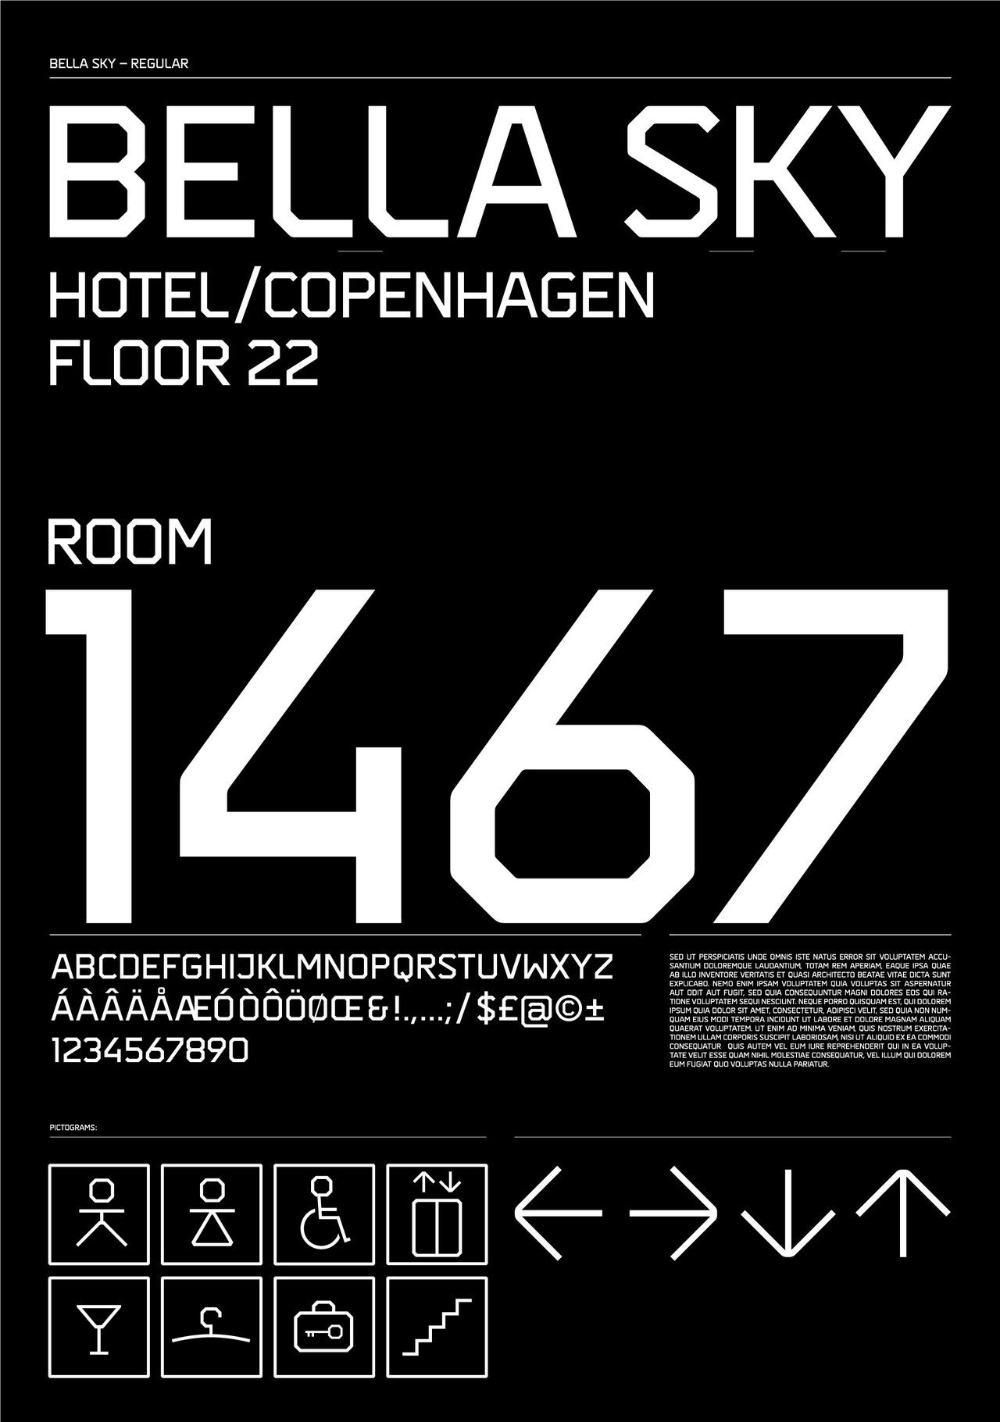 BELLA SKY – REGULAR
BELLA SKY
HOTEL/COPENHAGEN
FLOOR 22
ROOM
1467
ABCDEFGHIJKLMNOPQRSTUVWXYZ
ÁÀÂÄÅÆÓÒÔÖØŒ&!.,...;/$£@©±
1234567890
SED UT PERSPICIATIS UNDE OMNIS ISTE NATUS ERROR SIT VOLUPTATEM ACCU-
SANTIUM DOLOREMQUE LAUDANTIUM, TOTAM REM APERIAM, EAQUE IPSA QUAE
AB ILLO INVENTORE VERITATIS ET QUASI ARCHITECTO BEATAE VITAE DICTA SUNT
EXPLICABO. NEMO ENIM IPSAM VOLUPTATEM QUIA VOLUPTAS SIT ASPERNATUR
AUT ODIT AUT FUGIT, SED QUIA CONSEQUUNTUR MAGNI DOLORES EOS QUI RA-
TIONE VOLUPTATEM SEQUI NESCIUNT. NEQUE PORRO QUISQUAM EST, QUI DOLOREM
IPSUM QUIA DOLOR SIT AMET, CONSECTETUR, ADIPISCI VELIT, SED QUIA NON NUM-
QUAM EIUS MODI TEMPORA INCIDUNT UT LABORE ET DOLORE MAGNAM ALIQUAM
QUAERAT VOLUPTATEM. UT ENIM AD MINIMA VENIAM, QUIS NOSTRUM EXERCITA-
TIONEM ULLAM CORPORIS SUSCIPIT LABORIOSAM, NISI UT ALIQUID EX EA COMMODI
CONSEQUATUR QUIS AUTEM VEL EUM IURE REPREHENDERIT QUI IN EA VOLUP-
TATE VELIT ESSE QUAM NIHIL MOLESTIAE CONSEQUATUR, VEL ILLUM QUI DOLOREM
EUM FUGIAT QUO VOLUPTAS NULLA PARIATUR.
PICTOGRAMS: